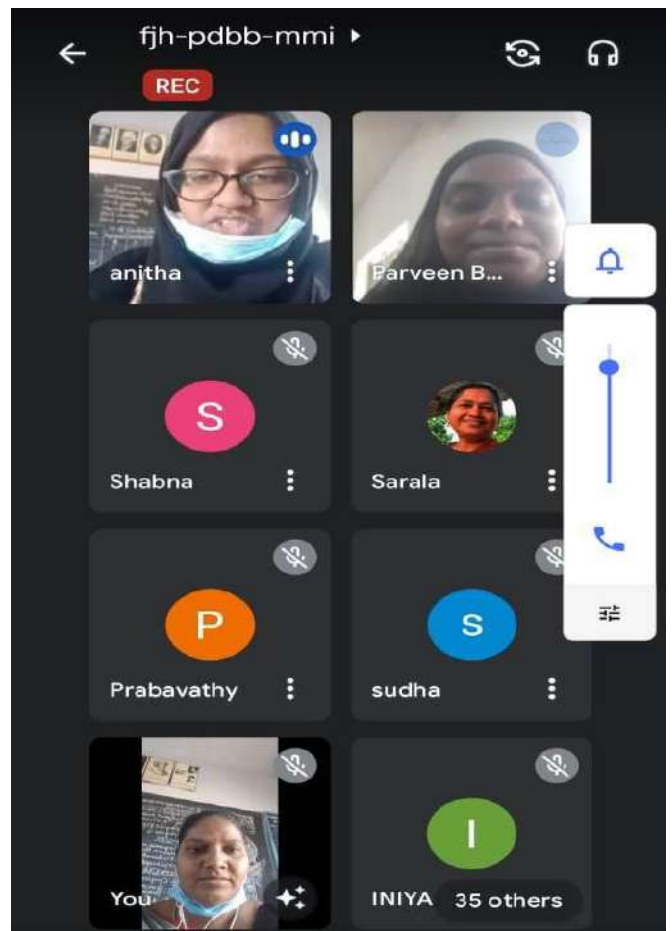 fjh-pdbb-mmi
REC
anitha
Parveen B...
S
Shabna
Sarala
P
Prabavathy
s
sudha
You
I
INIYA
35 others